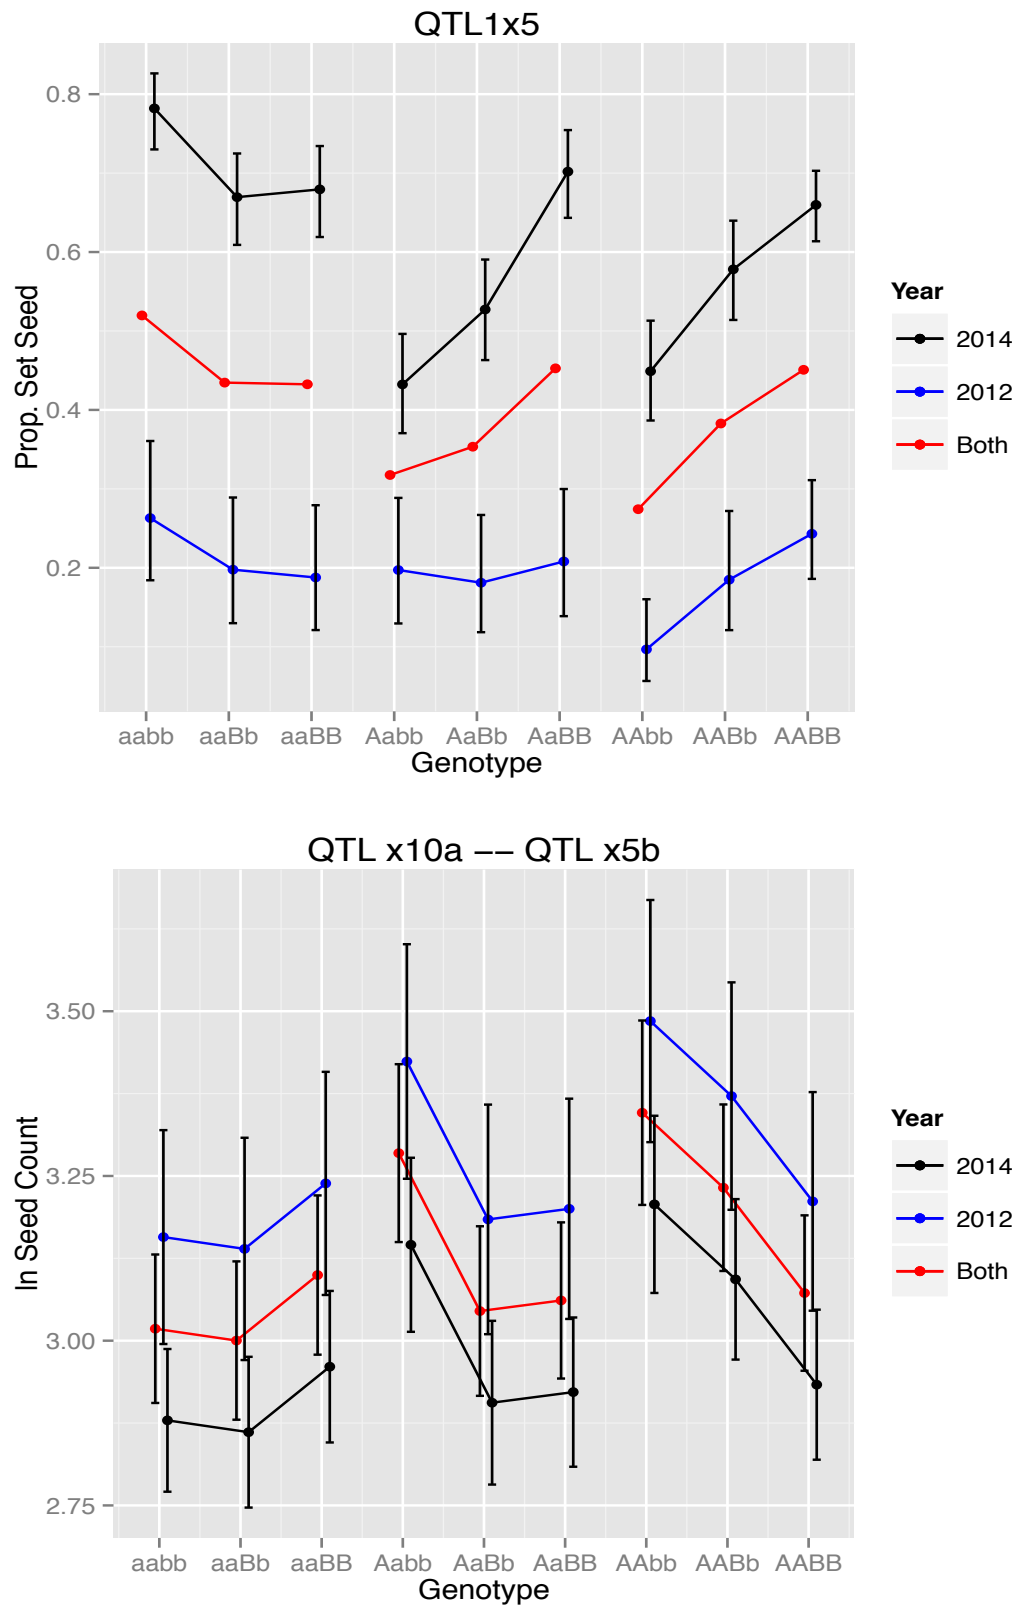 QTL1x5
0.8
0.6
0.4
0.2
Prop. Set Seed
aabb aaBb aaBB Aabb AaBb AaBB AAbb AABb AABB
Genotype
Year
2014
2012
Both
QTL x10a −− QTL x5b
3.50
3.25
3.00
2.75
ln Seed Count
aabb aaBb aaBB Aabb AaBb AaBB AAbb AABb AABB
Genotype
Year
2014
2012
Both